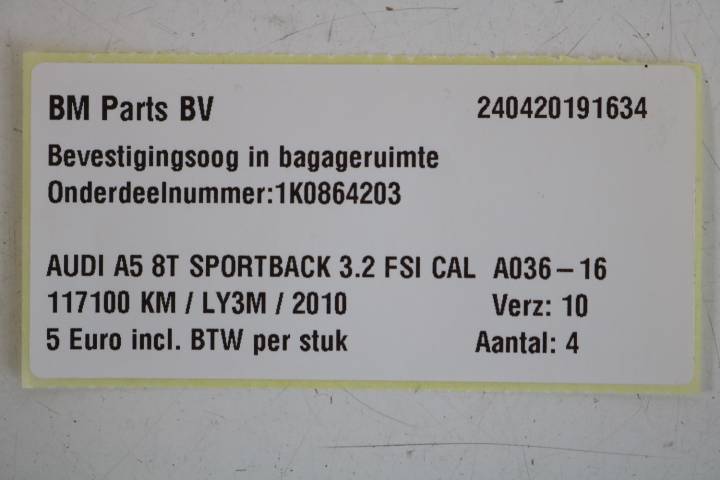 BM Parts BV 240420191634
Bevestigingsoog in bagageruimte
Onderdeelnummer:1K0864203
AUDI A5 8T SPORTBACK 3.2 FSI CAL A036-16
117100 KM / LY3M / 2010 Verz: 10
5 Euro incl. BTW per stuk Aantal: 4